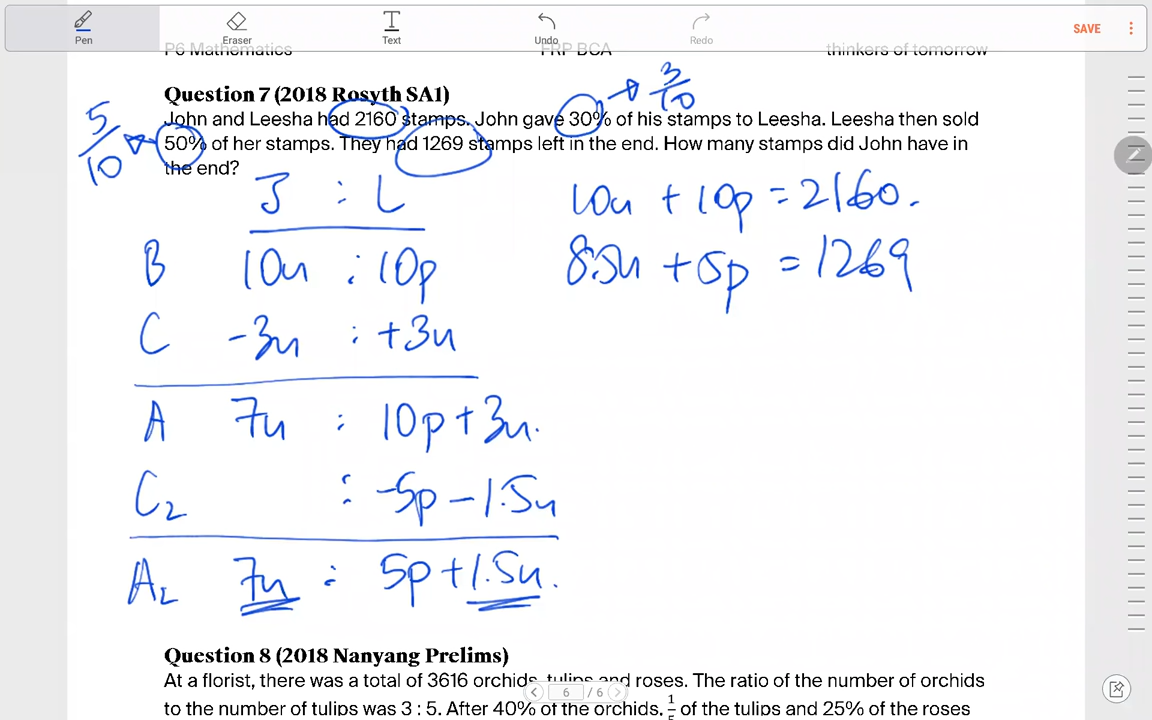 Pen Eraser Text Undo Redo SAVE
P6 Mathematics FRP BCA thinkers of tomorrow
Question 7 (2018 Rosyth SA1)
John and Leesha had 2160 stamps. John gave 30% of his stamps to Leesha. Leesha then sold
50% of her stamps. They had 1269 stamps left in the end. How many stamps did John have in
the end?
3/10
5/10
J : L
B 10u : 10p
C -3u : +3u
A 7u : 10p+3u.
C2 : -5p-1.5u
A2 7u : 5p+1.5u.
10u + 10p = 2160.
8.5u + 5p = 1269
Question 8 (2018 Nanyang Prelims)
At a florist, there was a total of 3616 orchids, tulips and roses. The ratio of the number of orchids
6 / 6
to the number of tulips was 3 : 5. After 40% of the orchids, 1/5 of the tulips and 25% of the roses